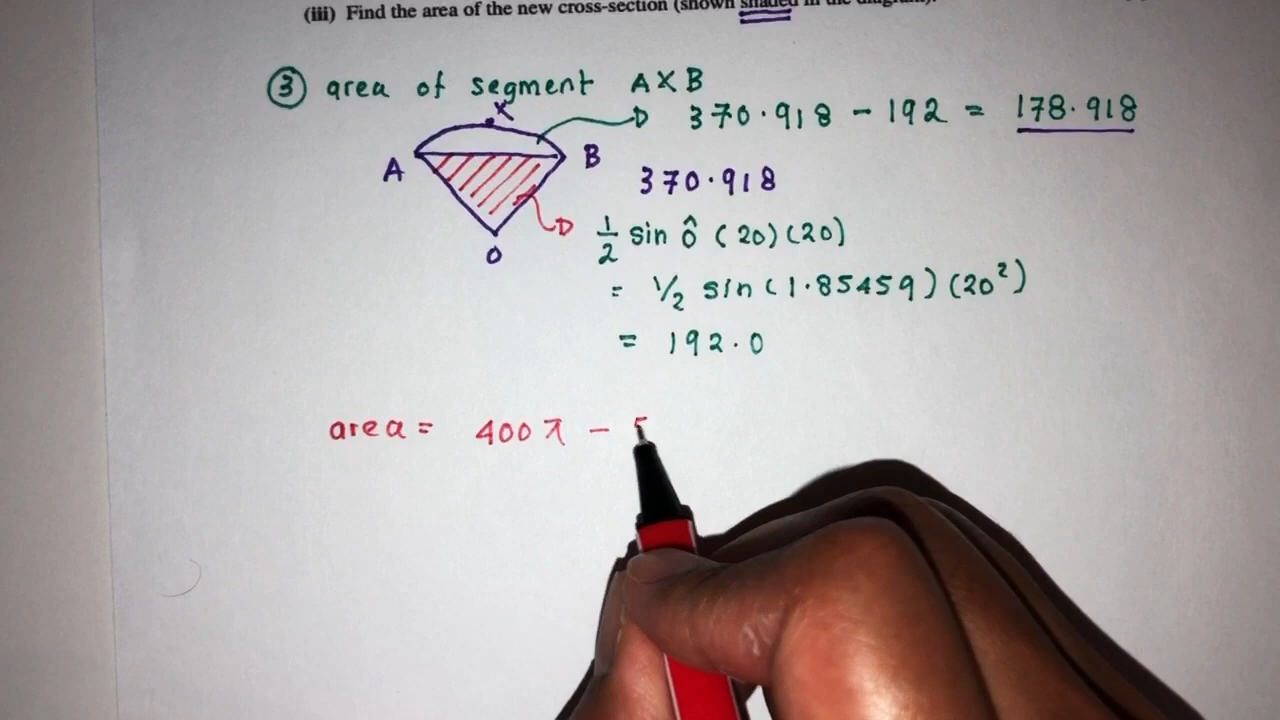 (iii) Find the area of the new cross-section (shown shaded in the diagram).
③ area of segment AXB
X
370.918 - 192 = 178.918
A
B
370.918
O
1/2 sin ô (20)(20)
= 1/2 sin (1.85459) (20²)
= 192.0
area = 400 π -